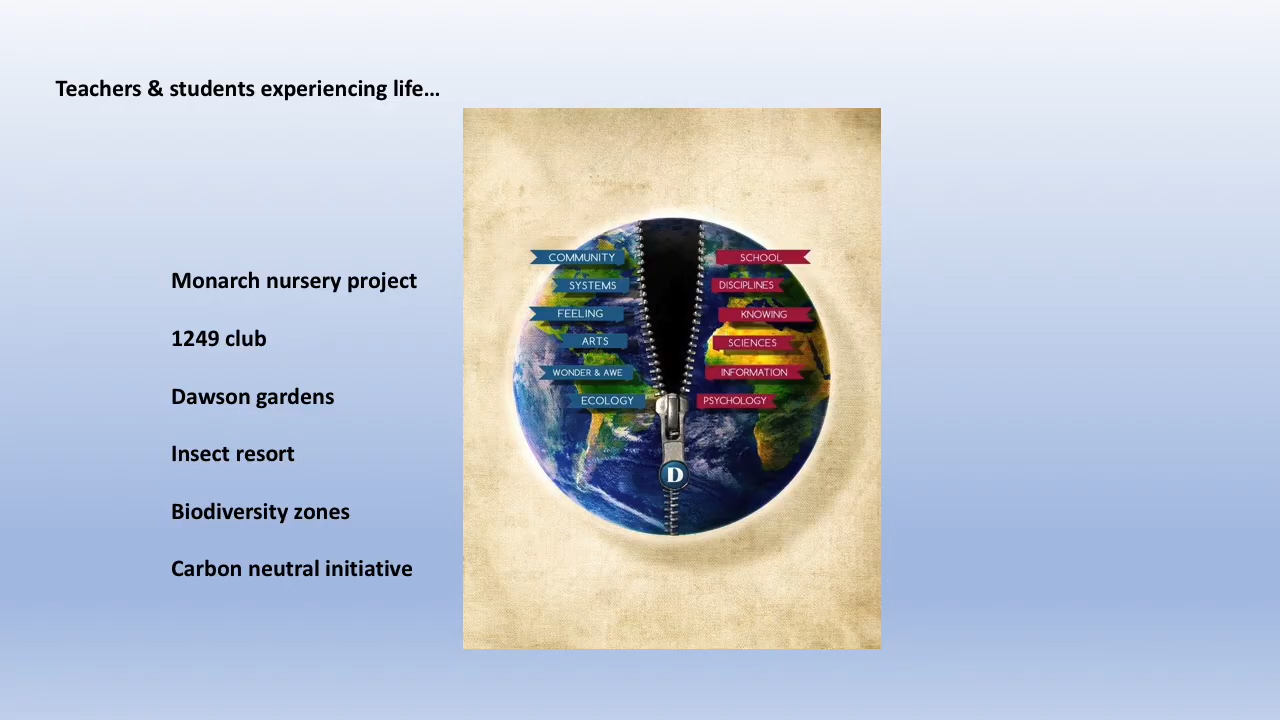 Teachers & students experiencing life…
Monarch nursery project
1249 club
Dawson gardens
Insect resort
Biodiversity zones
Carbon neutral initiative
COMMUNITY
SYSTEMS
FEELING
ARTS
WONDER & AWE
ECOLOGY
SCHOOL
DISCIPLINES
KNOWING
SCIENCES
INFORMATION
PSYCHOLOGY
D